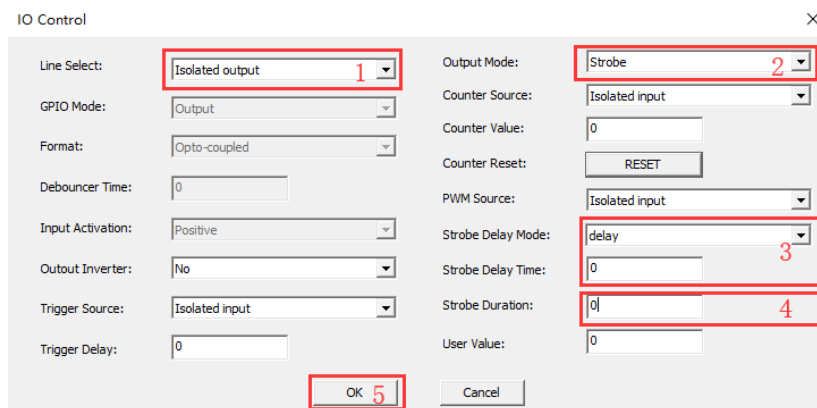 IO Control
Line Select: Isolated output 1
GPIO Mode: Output
Format: Opto-coupled
Debouncer Time: 0
Input Activation: Positive
Outout Inverter: No
Trigger Source: Isolated input
Trigger Delay: 0
Output Mode: Strobe 2
Counter Source: Isolated input
Counter Value: 0
Counter Reset: RESET
PWM Source: Isolated input
Strobe Delay Mode: delay
3
Strobe Delay Time: 0
Strobe Duration: 0 4
User Value: 0
OK 5
Cancel